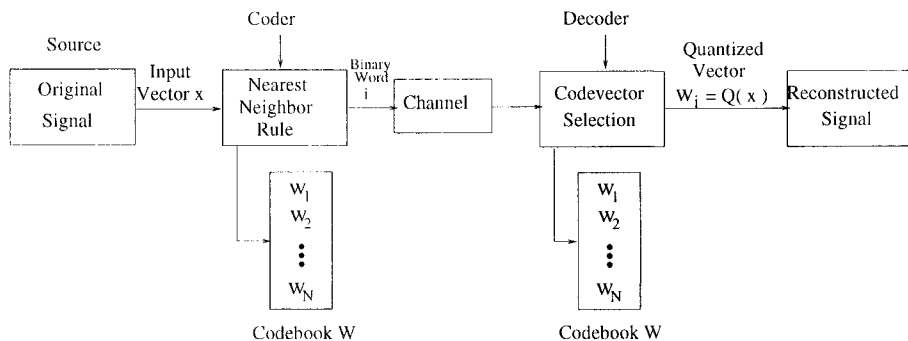 Source
Coder
Decoder
Original
Signal
Input
Vector x
Nearest
Neighbor
Rule
Binary
Word
i
Channel
Codevector
Selection
Quantized
Vector
W_i = Q( x )
Reconstructed
Signal
W_1
W_2
W_N
Codebook W
W_1
W_2
W_N
Codebook W